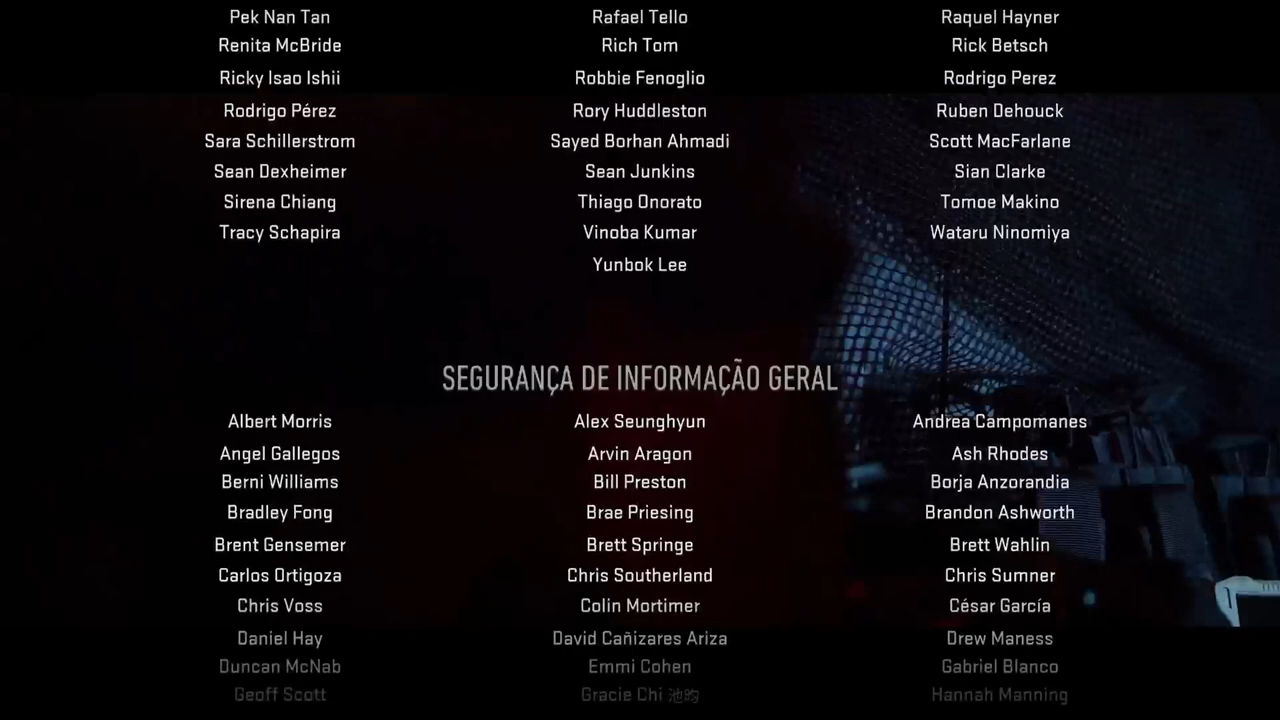 Pek Nan Tan Rafael Tello Raquel Hayner
Renita McBride Rich Tom Rick Betsch
Ricky Isao Ishii Robbie Fenoglio Rodrigo Perez
Rodrigo Pérez Rory Huddleston Ruben Dehouck
Sara Schillerstrom Sayed Borhan Ahmadi Scott MacFarlane
Sean Dexheimer Sean Junkins Sian Clarke
Sirena Chiang Thiago Onorato Tomoe Makino
Tracy Schapira Vinoba Kumar Wataru Ninomiya
Yunbok Lee
SEGURANÇA DE INFORMAÇÃO GERAL
Albert Morris Alex Seunghyun Andrea Campomanes
Angel Gallegos Arvin Aragon Ash Rhodes
Berni Williams Bill Preston Borja Anzorandia
Bradley Fong Brae Priesing Brandon Ashworth
Brent Gensemer Brett Springe Brett Wahlin
Carlos Ortigoza Chris Southerland Chris Sumner
Chris Voss Colin Mortimer César García
Daniel Hay David Cañizares Ariza Drew Maness
Duncan McNab Emmi Cohen Gabriel Blanco
Geoff Scott Gracie Chi 池昀 Hannah Manning